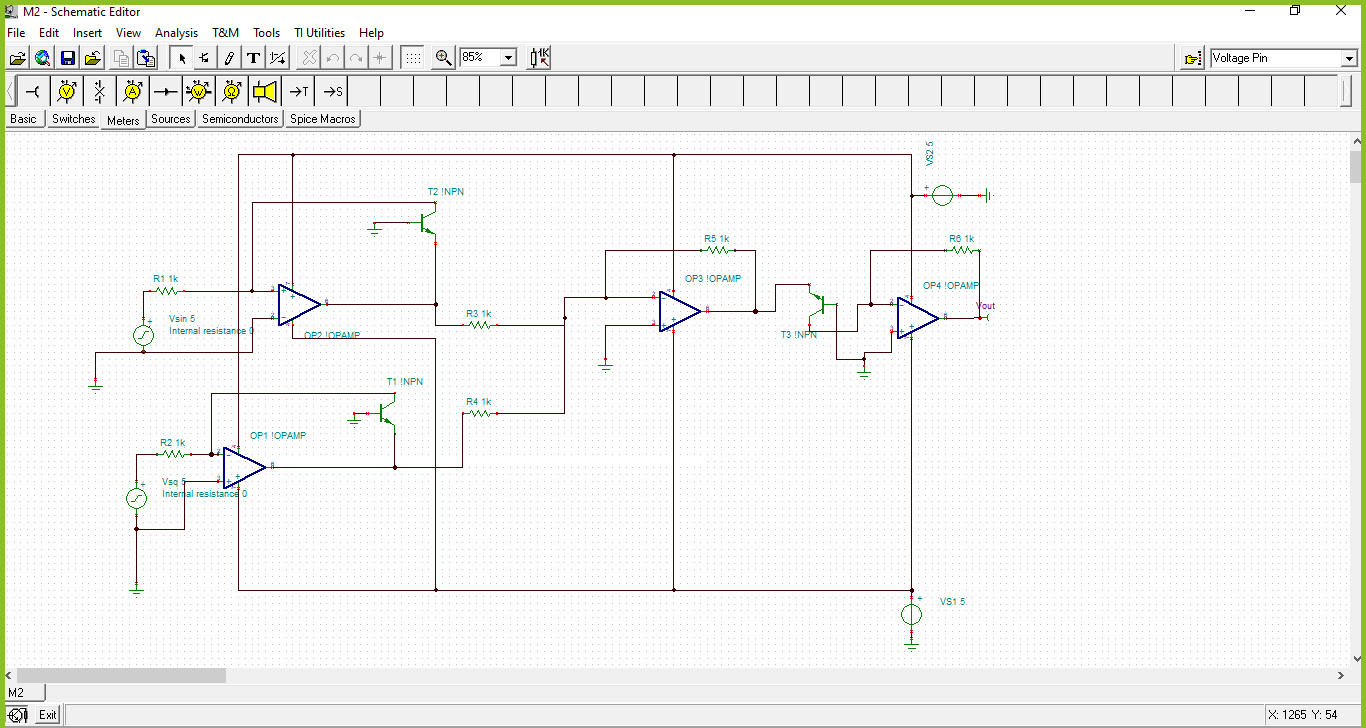 M2 - Schematic Editor
File Edit Insert View Analysis T&M Tools TI Utilities Help
85% 1K Voltage Pin
T S
Basic Switches Meters Resources Semiconductors Spice Macros
VS2 5
T2 !NPN
R5 1k
R6 1k
R1 1k
OP3 !OPAMP
OP4 !OPAMP
Vout
Vsin 5
Internal resistance 0
R3 1k
OP2 !OPAMP
T3 !NPN
T1 !NPN
R4 1k
OP1 !OPAMP
R2 1k
Vsq 5
Internal resistance 0
VS1 5
M2
Exit
X: 1265 Y: 54